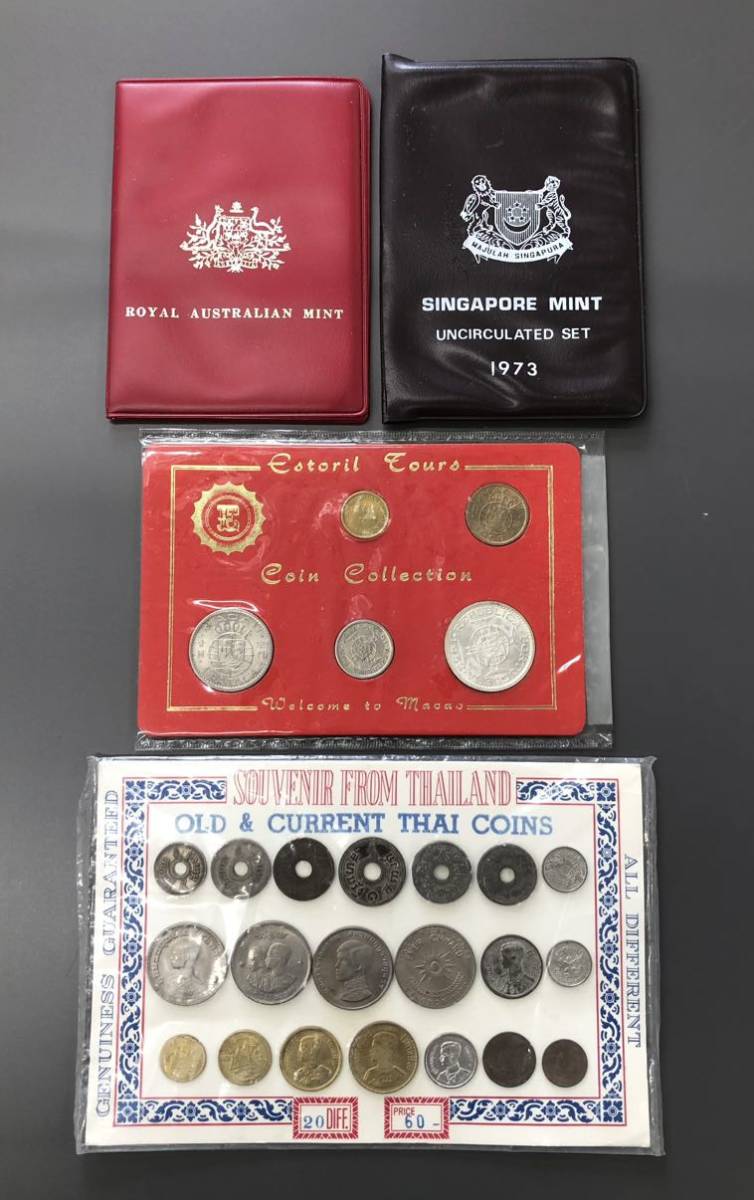 ROYAL AUSTRALIAN MINT
MAJULAH SINGAPURA
SINGAPORE MINT
UNCIRCULATED SET
1973
Estoril Tours
E
Coin Collection
Welcome to Macao
SOUVENIR FROM THAILAND
OLD & CURRENT THAI COINS
GENUINESS GUARANTEED
ALL DIFFERENT
20 DIFF.
PRICE
60-